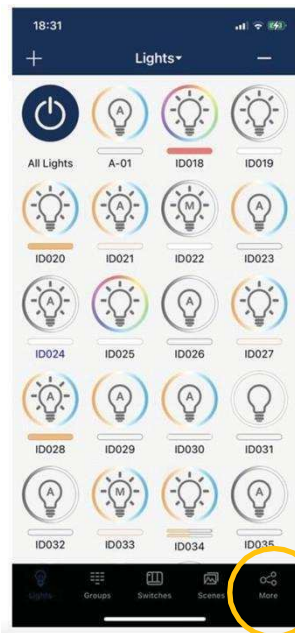 18:31
Lights
All Lights
A-01
ID018
ID019
A
ID020
ID021
ID022
ID023
A
A
M
A
ID024
ID025
ID026
ID027
A
A
ID028
ID029
ID030
ID031
A
A
A
ID032
ID033
ID034
ID035
A
M
A
A
Lights
Groups
Switches
Scenes
More